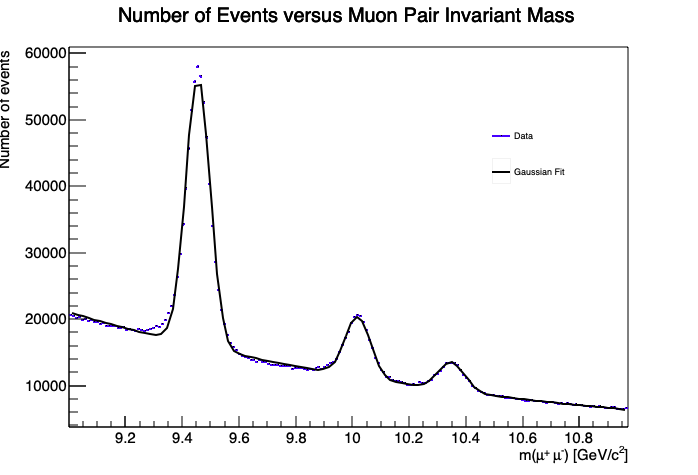 Number of Events versus Muon Pair Invariant Mass
Number of events
60000
50000
40000
30000
20000
10000
Data
Gaussian Fit
9.2 9.4 9.6 9.8 10 10.2 10.4 10.6 10.8
m(μ⁺ μ⁻) [GeV/c²]